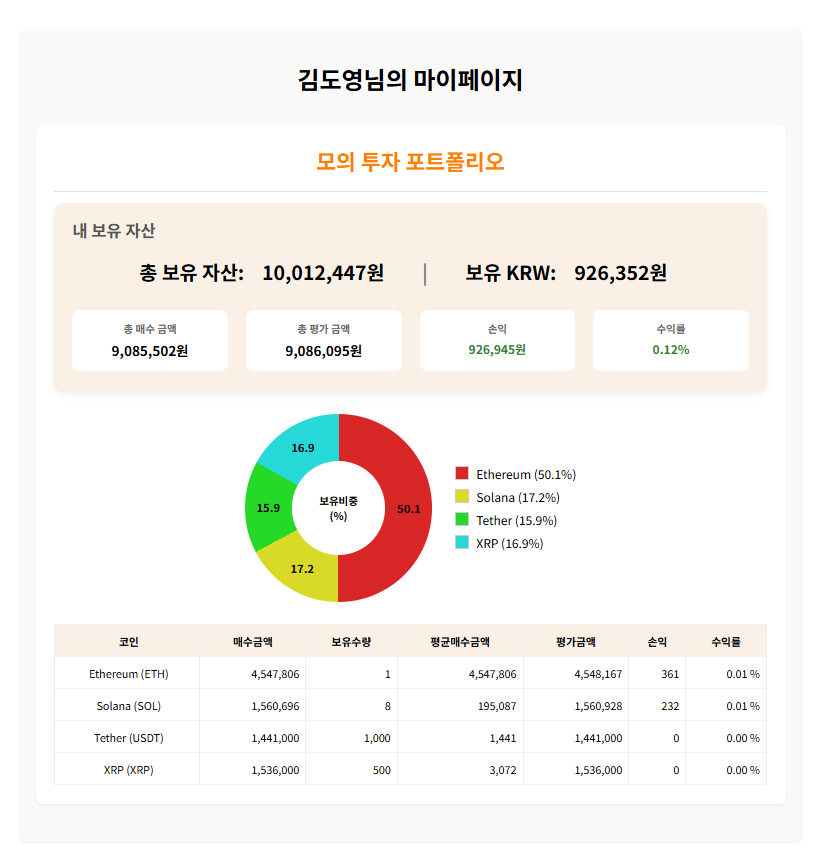 김도영님의 마이페이지
모의 투자 포트폴리오
내 보유 자산
총 보유 자산: 10,012,447원 | 보유 KRW: 926,352원
총 매수 금액 총 평가 금액 손익 수익률
9,085,502원 9,086,095원 926,945원 0.12%
16.9
50.1
15.9
17.2
보유비중
(%)
Ethereum (50.1%)
Solana (17.2%)
Tether (15.9%)
XRP (16.9%)
코인 매수금액 보유수량 평균매수금액 평가금액 손익 수익률
Ethereum (ETH) 4,547,806 1 4,547,806 4,548,167 361 0.01 %
Solana (SOL) 1,560,696 8 195,087 1,560,928 232 0.01 %
Tether (USDT) 1,441,000 1,000 1,441 1,441,000 0 0.00 %
XRP (XRP) 1,536,000 500 3,072 1,536,000 0 0.00 %